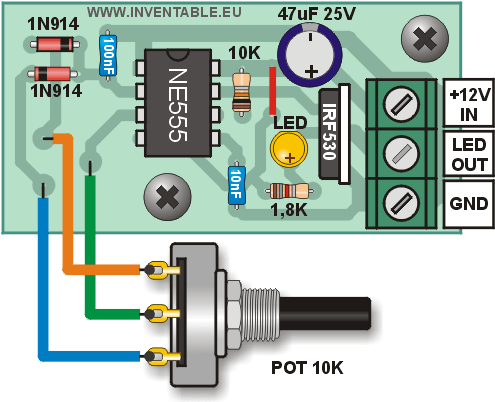 WWW.INVENTABLE.EU
47uF 25V
1N914
100nF
10K
1N914
NE555
LED
IRF530
+12V
IN
LED
OUT
10nF
1,8K
GND
POT 10K